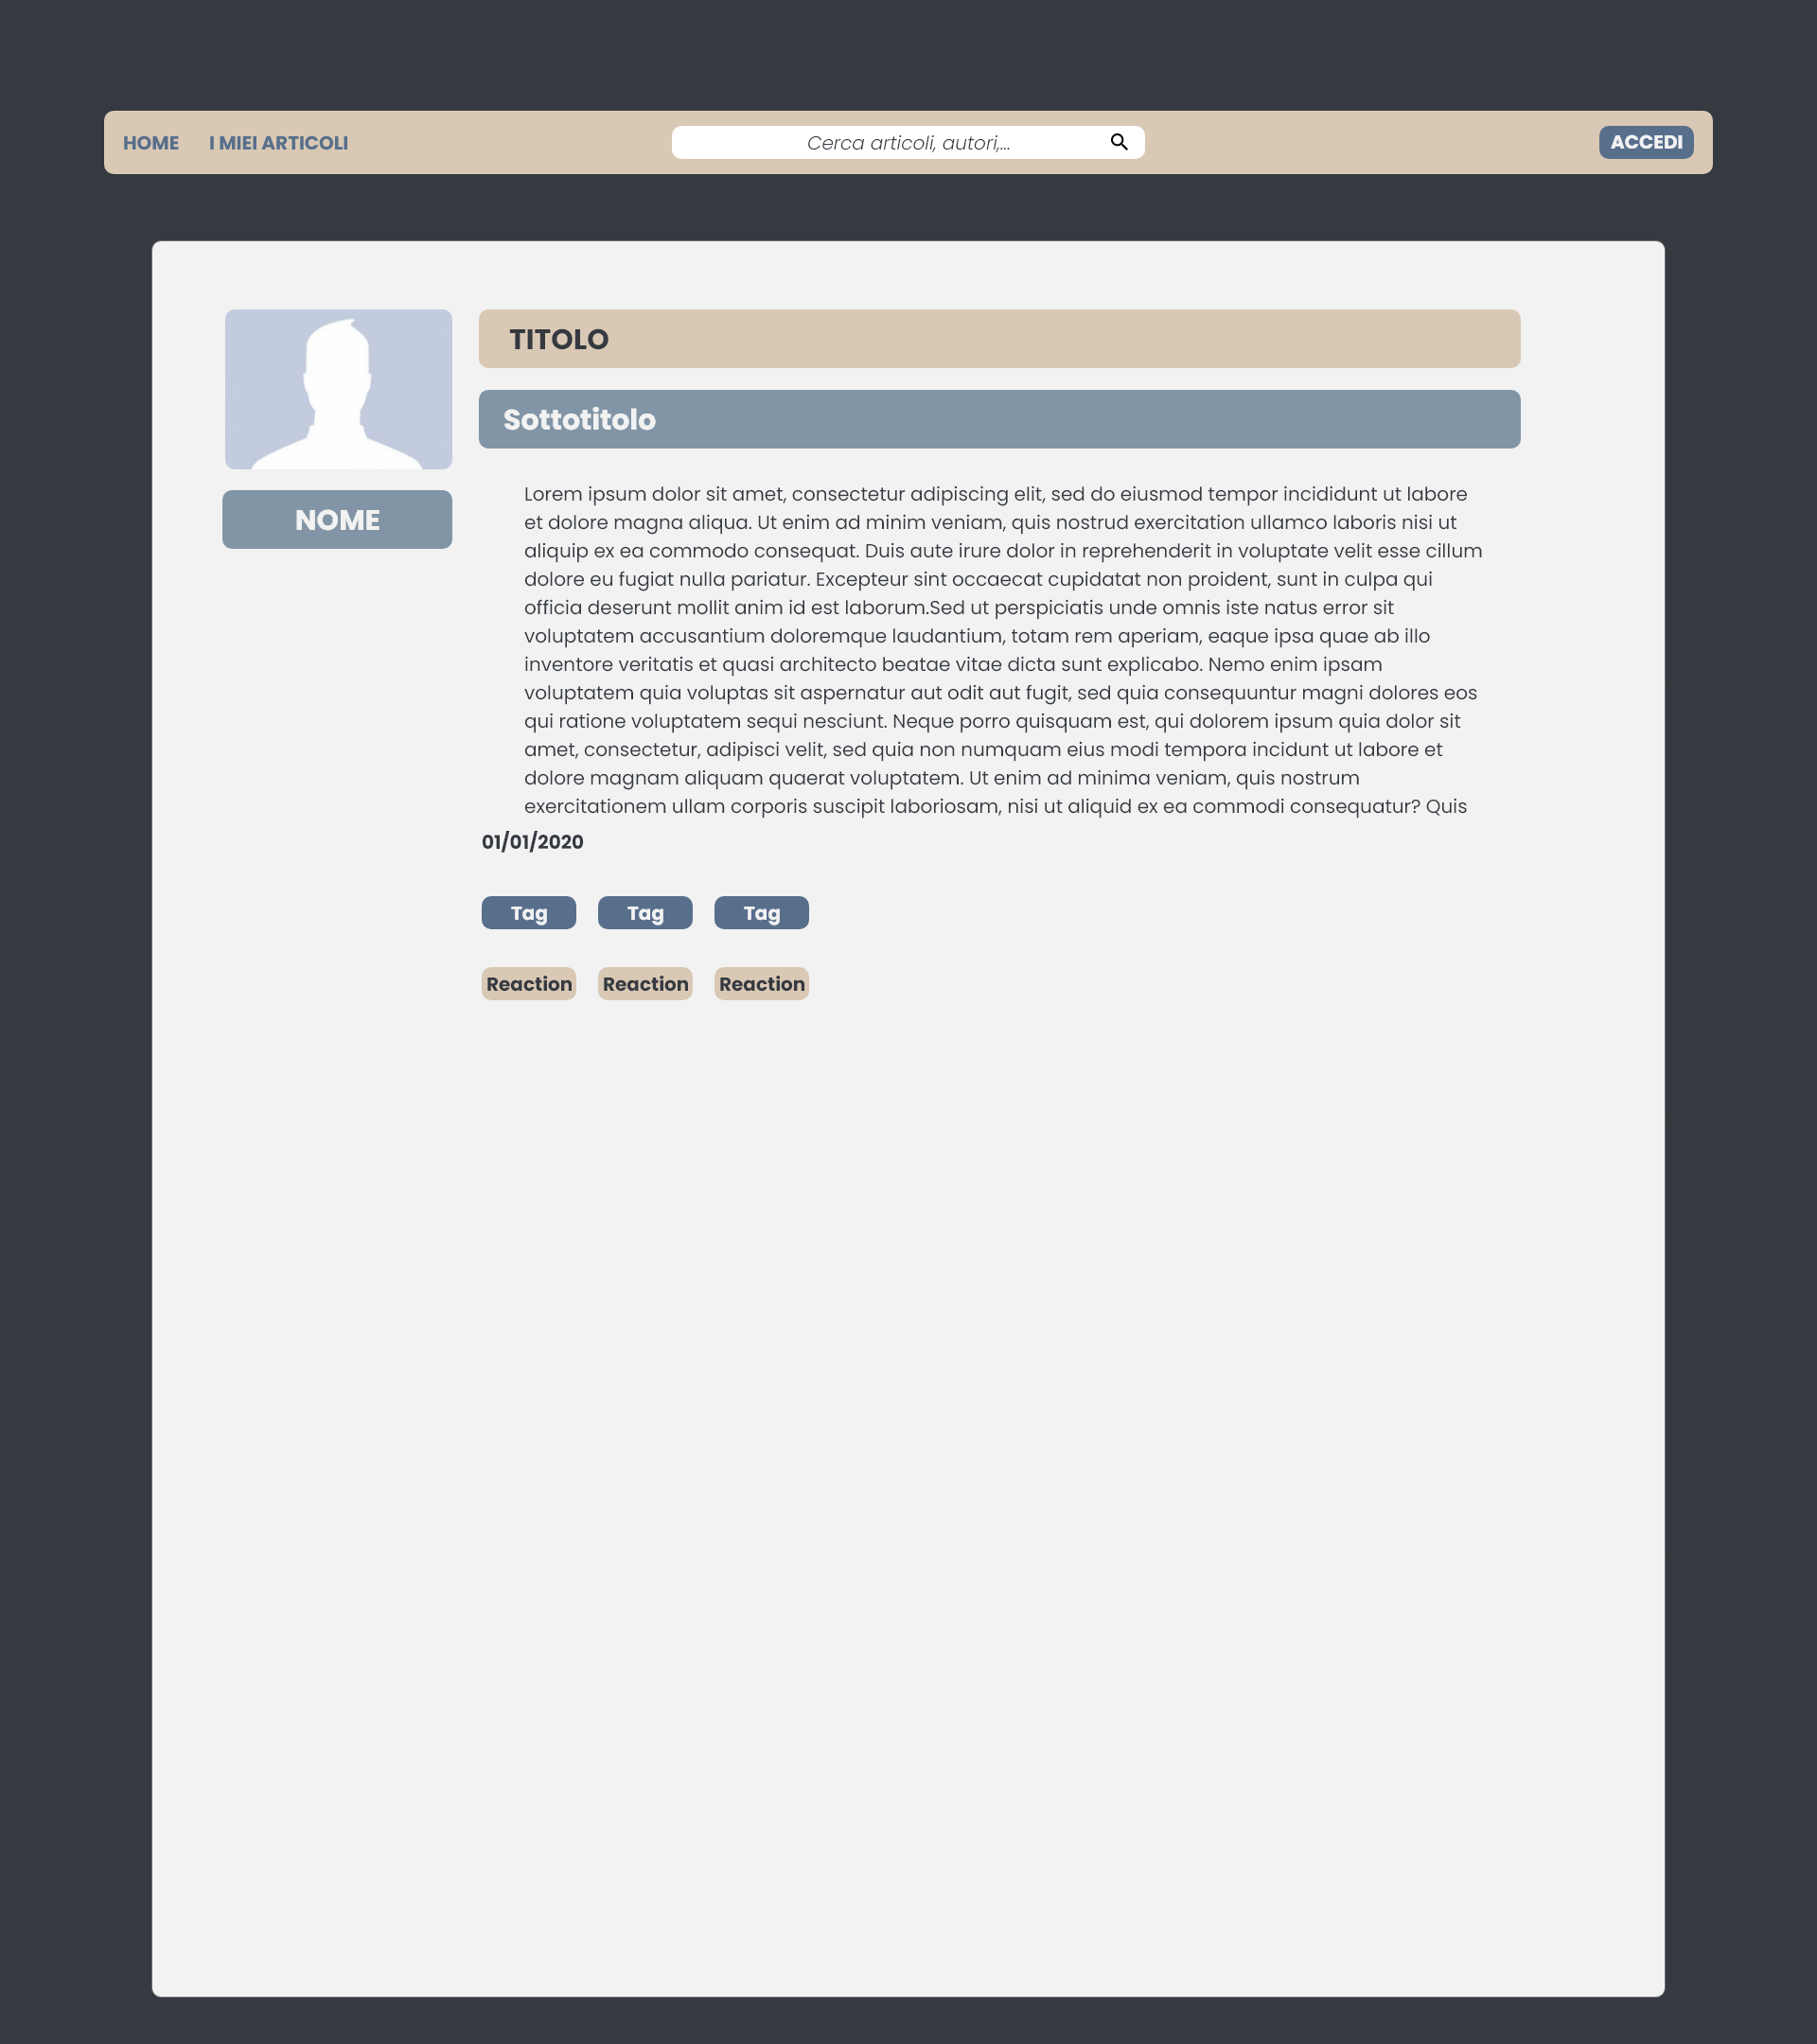 HOME I MIEI ARTICOLI Cerca articoli, autori,... ACCEDI
TITOLO
Sottotitolo
NOME
Lorem ipsum dolor sit amet, consectetur adipiscing elit, sed do eiusmod tempor incididunt ut labore
et dolore magna aliqua. Ut enim ad minim veniam, quis nostrud exercitation ullamco laboris nisi ut
aliquip ex ea commodo consequat. Duis aute irure dolor in reprehenderit in voluptate velit esse cillum
dolore eu fugiat nulla pariatur. Excepteur sint occaecat cupidatat non proident, sunt in culpa qui
officia deserunt mollit anim id est laborum.Sed ut perspiciatis unde omnis iste natus error sit
voluptatem accusantium doloremque laudantium, totam rem aperiam, eaque ipsa quae ab illo
inventore veritatis et quasi architecto beatae vitae dicta sunt explicabo. Nemo enim ipsam
voluptatem quia voluptas sit aspernatur aut odit aut fugit, sed quia consequuntur magni dolores eos
qui ratione voluptatem sequi nesciunt. Neque porro quisquam est, qui dolorem ipsum quia dolor sit
amet, consectetur, adipisci velit, sed quia non numquam eius modi tempora incidunt ut labore et
dolore magnam aliquam quaerat voluptatem. Ut enim ad minima veniam, quis nostrum
exercitationem ullam corporis suscipit laboriosam, nisi ut aliquid ex ea commodi consequatur? Quis
01/01/2020
Tag Tag Tag
Reaction Reaction Reaction